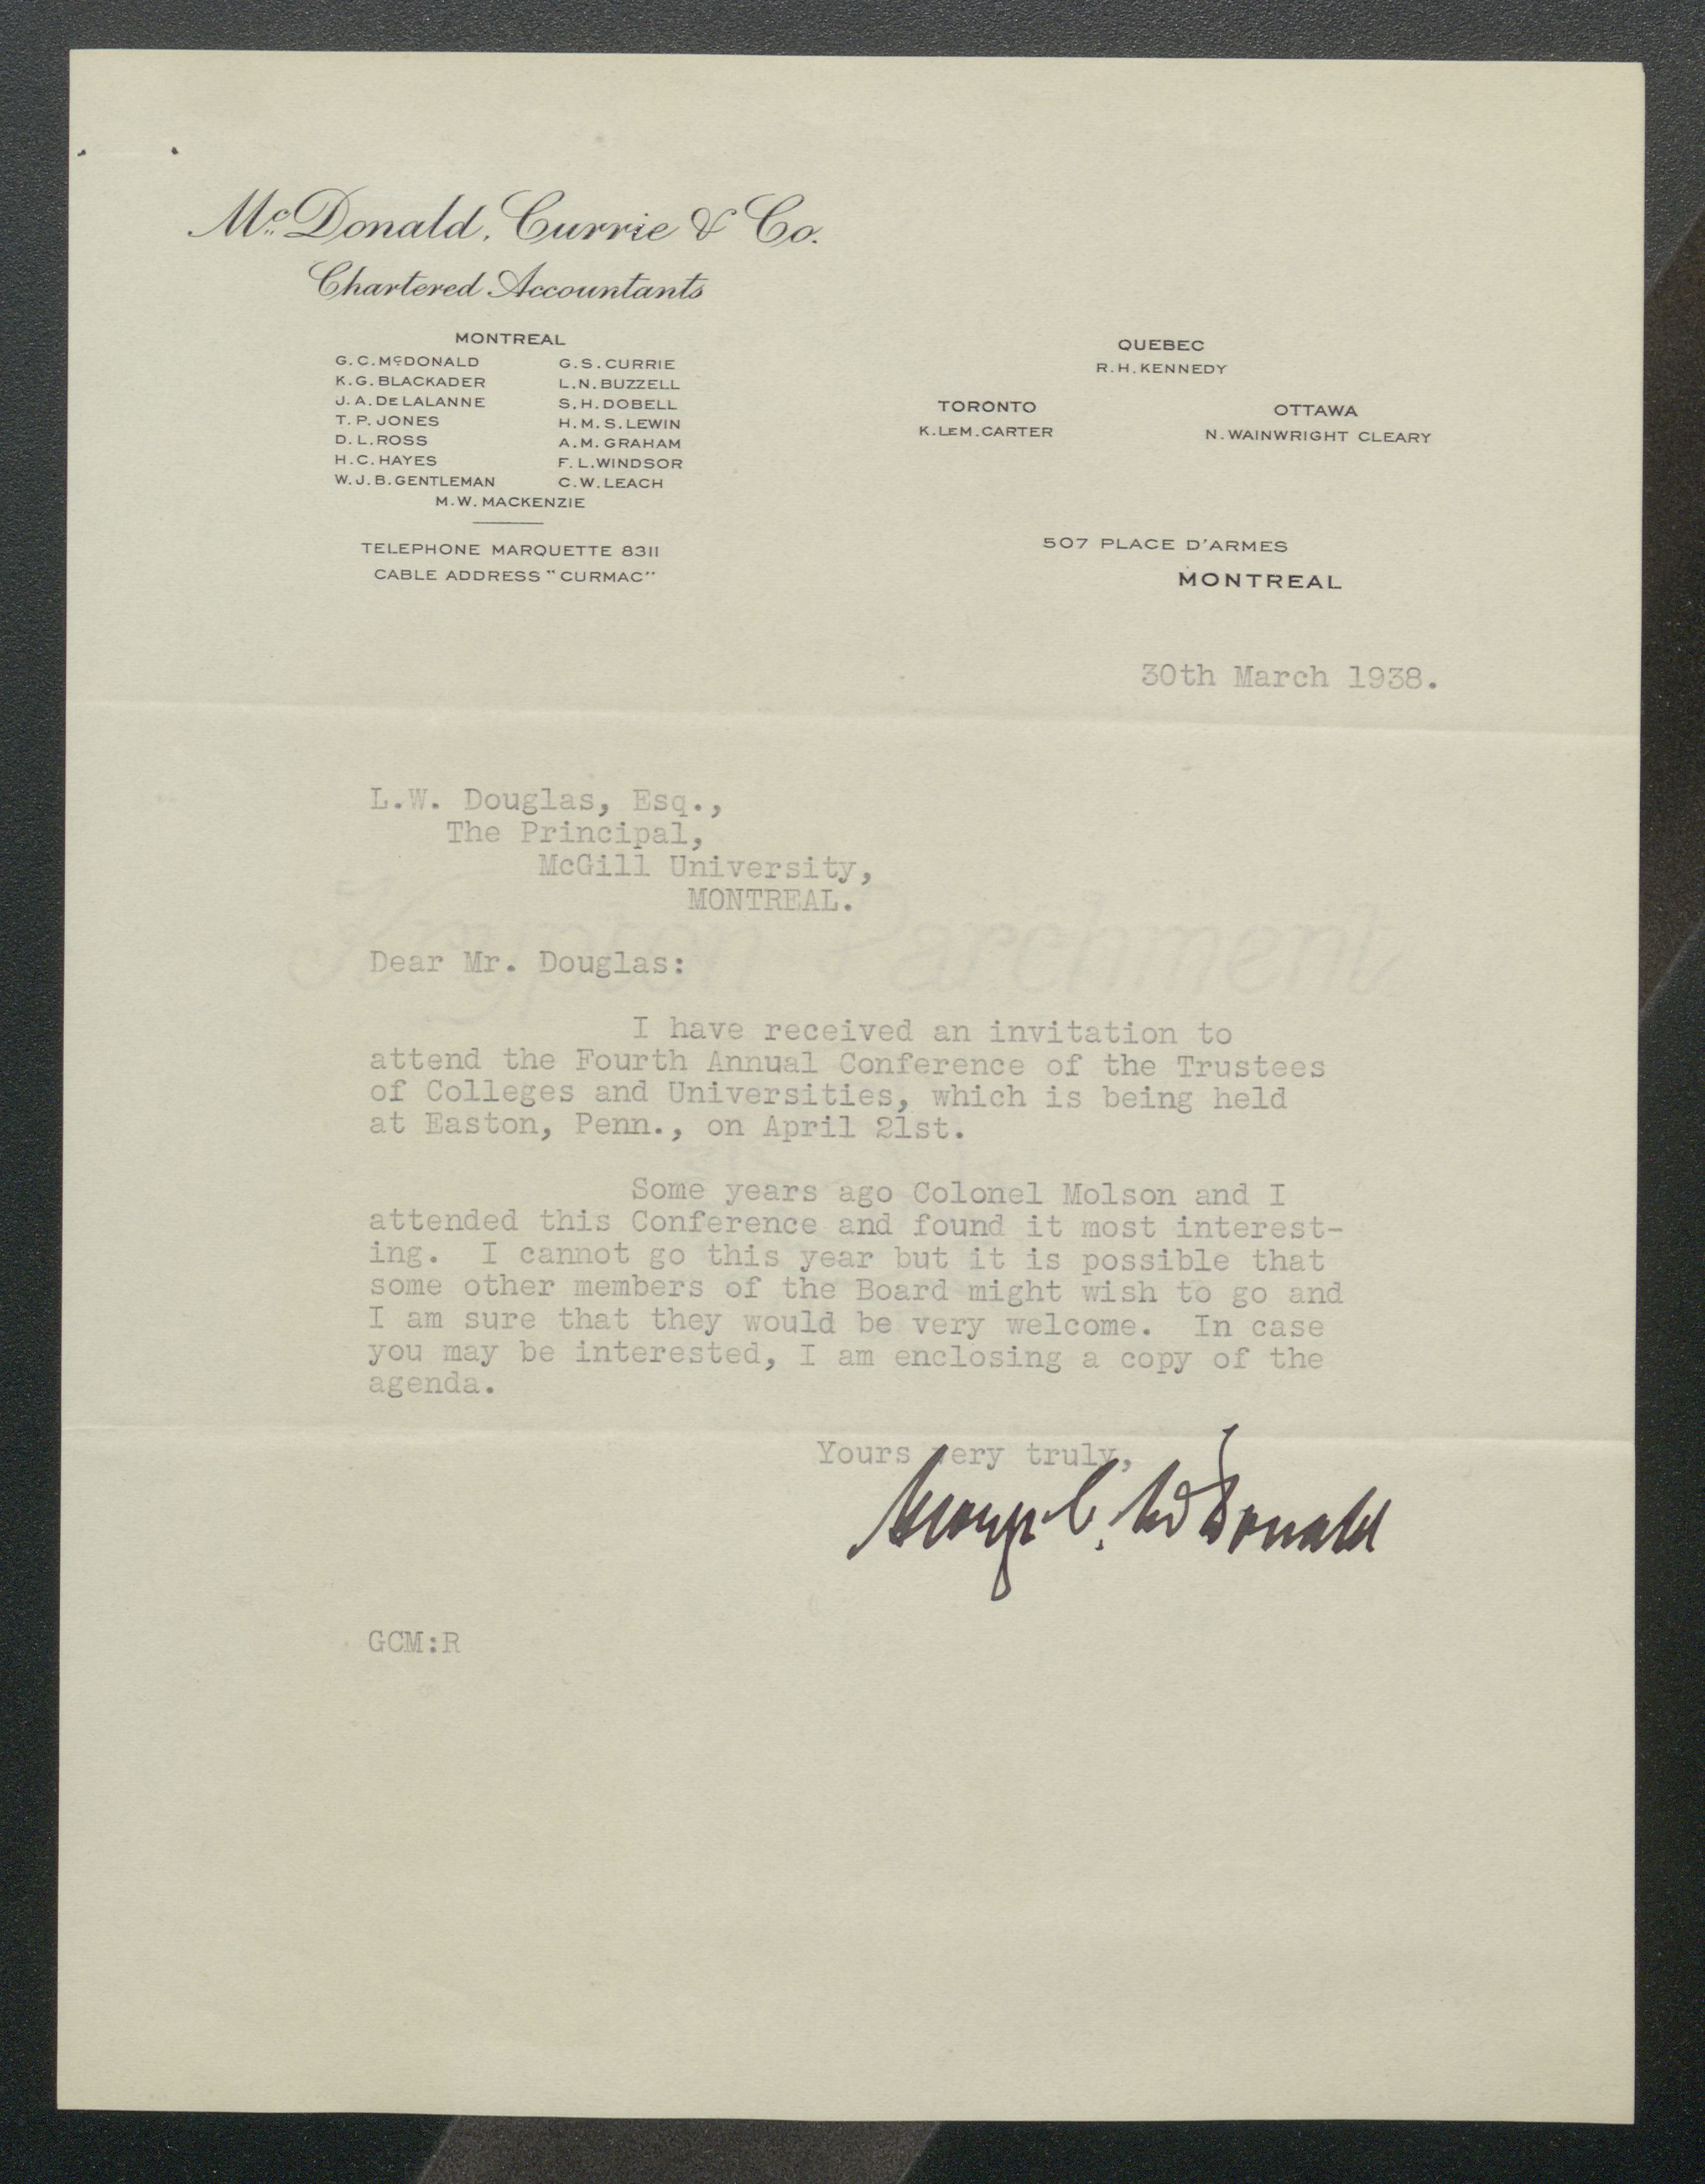 McDonald, Currie & Co.
Chartered Accountants
MONTREAL
G.C.McDONALD G.S.CURRIE
K.G.BLACKADER L.N.BUZZELL
J.A.DeLALANNE S.H.DOBELL
T.P.JONES H.M.S.LEWIN
D.L.ROSS A.M.GRAHAM
H.C.HAYES F.L.WINDSOR
W.J.B.GENTLEMAN C.W.LEACH
M.W.MACKENZIE
TELEPHONE MARQUETTE 8311
CABLE ADDRESS "CURMAC"
QUEBEC
R.H.KENNEDY
TORONTO OTTAWA
K.LeM.CARTER N.WAINWRIGHT CLEARY
507 PLACE D'ARMES
MONTREAL
30th March 1938.
L.W. Douglas, Esq.,
The Principal,
McGill University,
MONTREAL.
Krypton Parchment
Dear Mr. Douglas:
I have received an invitation to
attend the Fourth Annual Conference of the Trustees
of Colleges and Universities, which is being held
at Easton, Penn., on April 21st.
Some years ago Colonel Molson and I
attended this Conference and found it most interest-
ing. I cannot go this year but it is possible that
some other members of the Board might wish to go and
I am sure that they would be very welcome. In case
you may be interested, I am enclosing a copy of the
agenda.
Yours very truly,
George C. McDonald
GCM:R